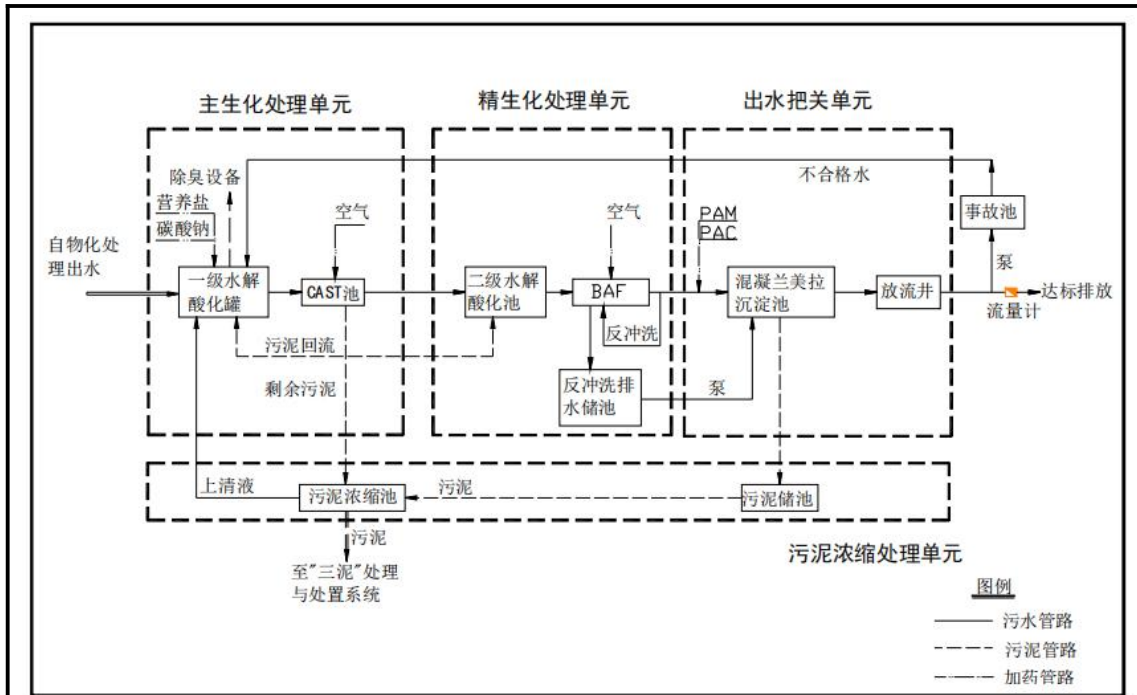 主生化处理单元
精生化处理单元
出水把关单元
不合格水
除臭设备
营养盐
碳酸钠
空气
空气
PAM
PAC
事故池
泵
自物化处
理出水
一级水解
酸化罐
CAST池
二级水解
酸化池
BAF
混凝兰美拉
沉淀池
放流井
达标排放
流量计
污泥回流
反冲洗
剩余污泥
反冲洗排
水储池
泵
上清液
污泥浓缩池
污泥
污泥储池
污泥
污泥浓缩处理单元
至"三泥"处理
与处置系统
图例
污水管路
污泥管路
加药管路